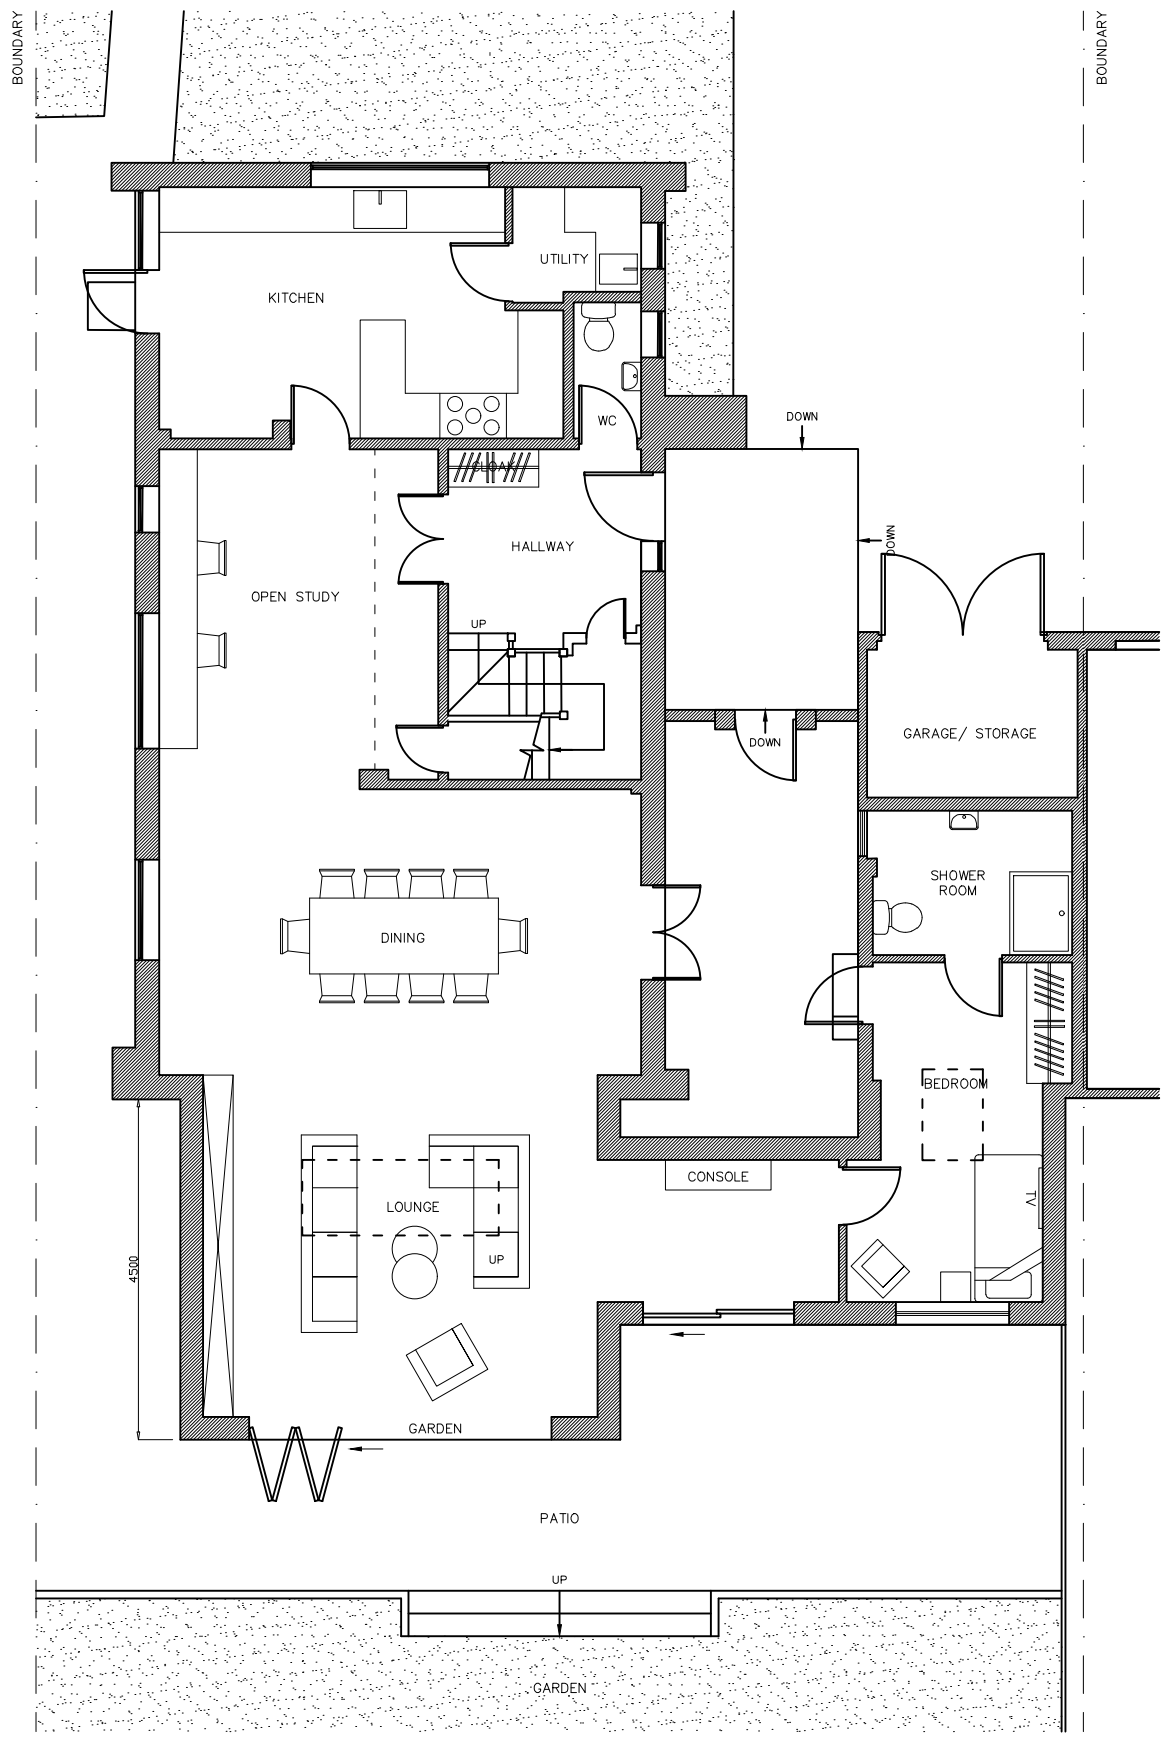 BOUNDARY
BOUNDARY
UTILITY
KITCHEN
WC
DOWN
CLOAK
HALLWAY
DOWN
OPEN STUDY
UP
GARAGE/ STORAGE
DOWN
SHOWER
ROOM
DINING
BEDROOM
CONSOLE
TV
LOUNGE
UP
4500
GARDEN
PATIO
UP
GARDEN